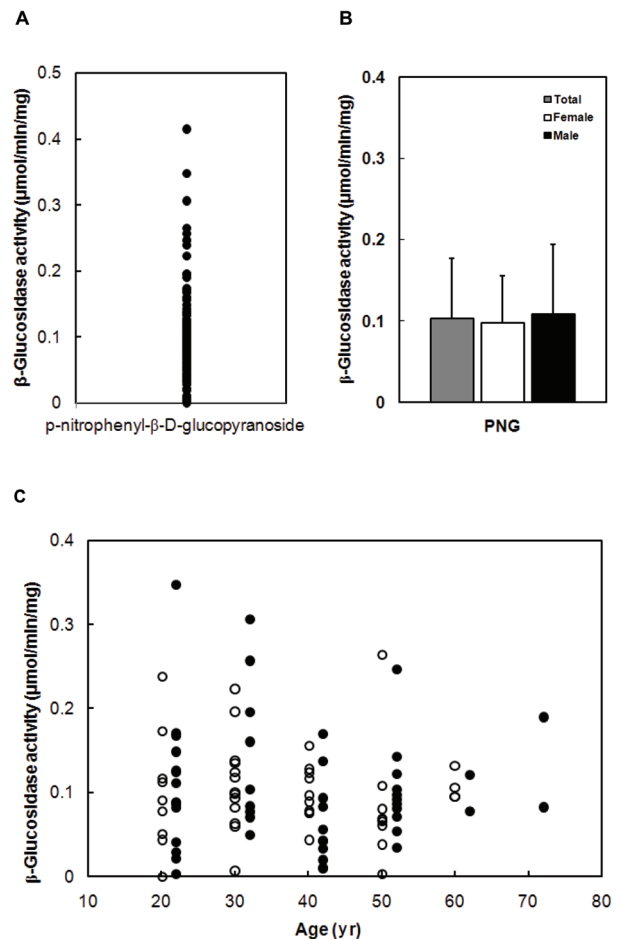 A
β-Glucosidase activity (μmol/min/mg)
0.5
0.4
0.3
0.2
0.1
0
p-nitrophenyl-β-D-glucopyranoside
B
β-Glucosidase activity (μmol/min/mg)
0.4
0.3
0.2
0.1
0
Total
Female
Male
PNG
C
β-Glucosidase activity (μmol/min/mg)
0.4
0.3
0.2
0.1
0
10 20 30 40 50 60 70 80
Age (yr)